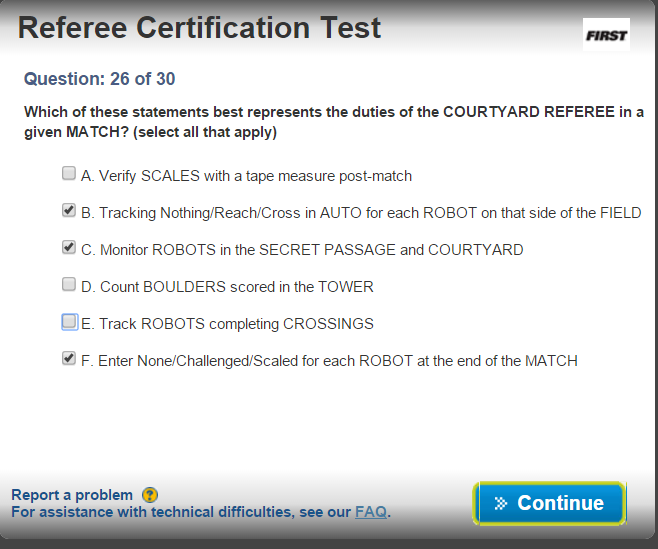 Referee Certification Test
FIRST
Question: 26 of 30
Which of these statements best represents the duties of the COURTYARD REFEREE in a
given MATCH? (select all that apply)
A. Verify SCALES with a tape measure post-match
B. Tracking Nothing/Reach/Cross in AUTO for each ROBOT on that side of the FIELD
C. Monitor ROBOTS in the SECRET PASSAGE and COURTYARD
D. Count BOULDERS scored in the TOWER
E. Track ROBOTS completing CROSSINGS
F. Enter None/Challenged/Scaled for each ROBOT at the end of the MATCH
Report a problem ?
For assistance with technical difficulties, see our FAQ.
» Continue